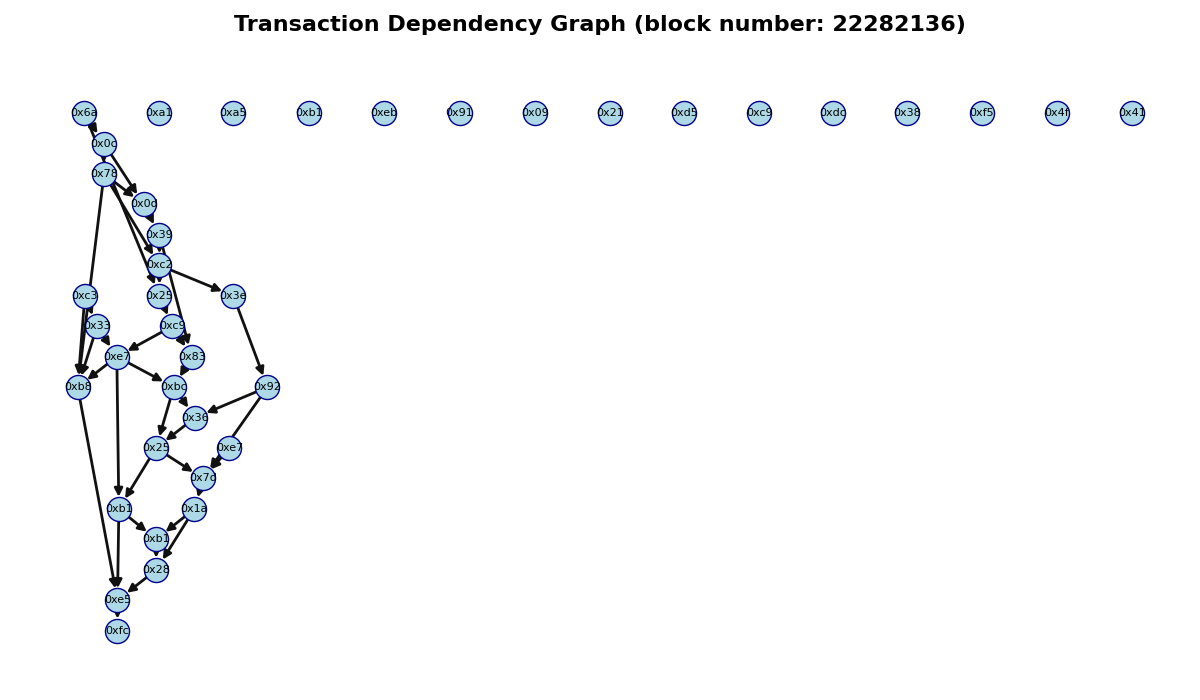 Transaction Dependency Graph (block number: 22282136)
0x6a 0xa1 0xa5 0xb1 0xeb 0x91 0x09 0x21 0xd5 0xc9 0xdc 0x38 0xf5 0x4f 0x41
0x0c
0x78
0x0d
0x39
0xc2
0xc3 0x25 0x3e
0x33 0xc9
0xe7 0x83
0xb8 0xbc 0x92
0x36
0x25 0xe7
0x7d
0xb1 0x1a
0xb1
0x28
0xe5
0xfc